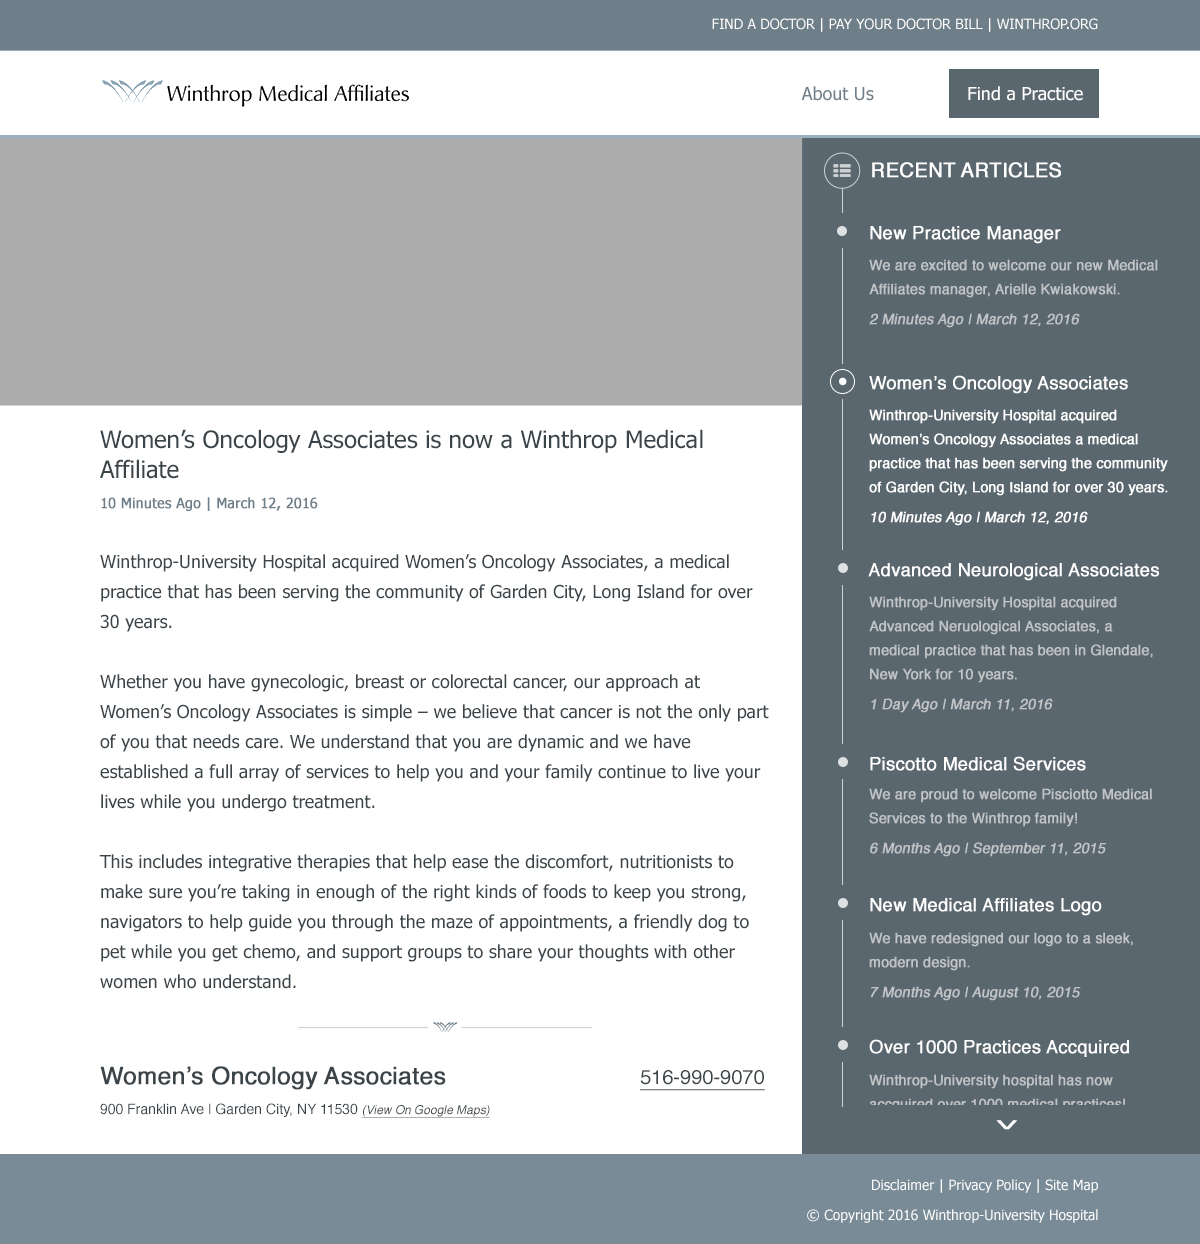 FIND A DOCTOR | PAY YOUR DOCTOR BILL | WINTHROP.ORG
Winthrop Medical Affiliates
About Us
Find a Practice
Women’s Oncology Associates is now a Winthrop Medical
Affiliate
10 Minutes Ago | March 12, 2016
Winthrop-University Hospital acquired Women’s Oncology Associates, a medical
practice that has been serving the community of Garden City, Long Island for over
30 years.
Whether you have gynecologic, breast or colorectal cancer, our approach at
Women’s Oncology Associates is simple – we believe that cancer is not the only part
of you that needs care. We understand that you are dynamic and we have
established a full array of services to help you and your family continue to live your
lives while you undergo treatment.
This includes integrative therapies that help ease the discomfort, nutritionists to
make sure you’re taking in enough of the right kinds of foods to keep you strong,
navigators to help guide you through the maze of appointments, a friendly dog to
pet while you get chemo, and support groups to share your thoughts with other
women who understand.
Women’s Oncology Associates
516-990-9070
900 Franklin Ave | Garden City, NY 11530 (View On Google Maps)
RECENT ARTICLES
New Practice Manager
We are excited to welcome our new Medical
Affiliates manager, Arielle Kwiakowski.
2 Minutes Ago | March 12, 2016
Women’s Oncology Associates
Winthrop-University Hospital acquired
Women’s Oncology Associates a medical
practice that has been serving the community
of Garden City, Long Island for over 30 years.
10 Minutes Ago | March 12, 2016
Advanced Neurological Associates
Winthrop-University Hospital acquired
Advanced Neruological Associates, a
medical practice that has been in Glendale,
New York for 10 years.
1 Day Ago | March 11, 2016
Piscotto Medical Services
We are proud to welcome Pisciotto Medical
Services to the Winthrop family!
6 Months Ago | September 11, 2015
New Medical Affiliates Logo
We have redesigned our logo to a sleek,
modern design.
7 Months Ago | August 10, 2015
Over 1000 Practices Accquired
Winthrop-University hospital has now
accquired over 1000 medical practices!
Disclaimer | Privacy Policy | Site Map
© Copyright 2016 Winthrop-University Hospital